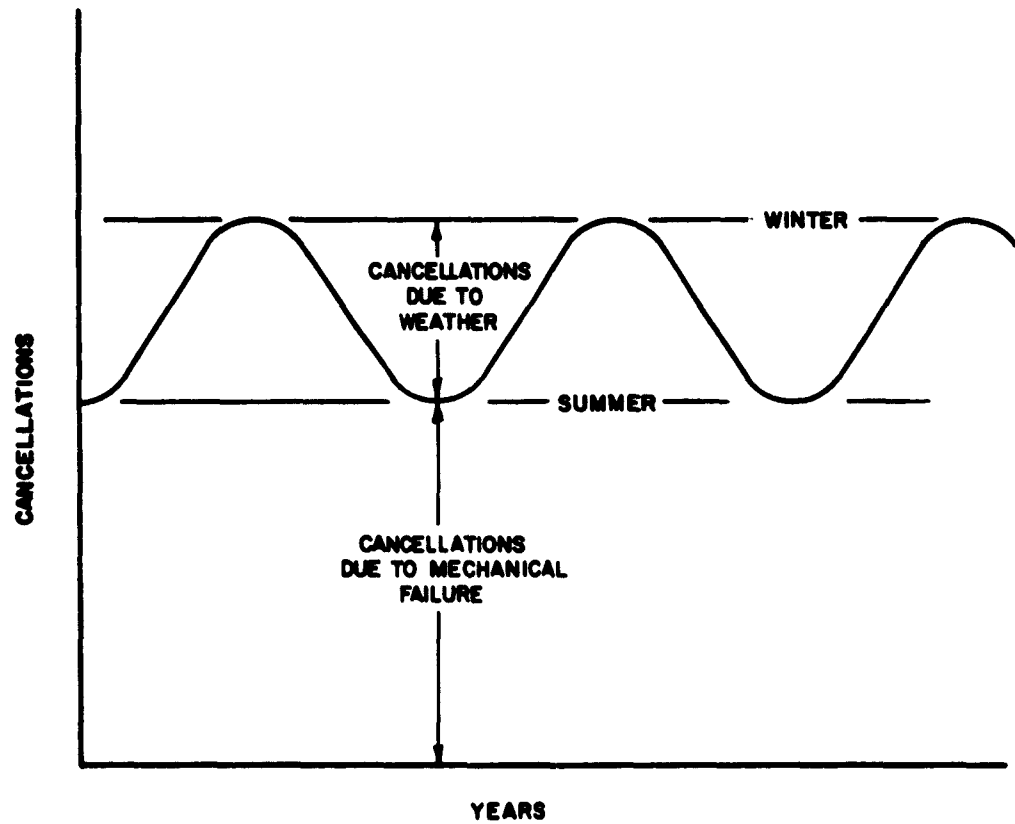 WINTER
CANCELLATIONS
DUE TO
WEATHER
SUMMER
CANCELLATIONS
CANCELLATIONS
DUE TO MECHANICAL
FAILURE
YEARS